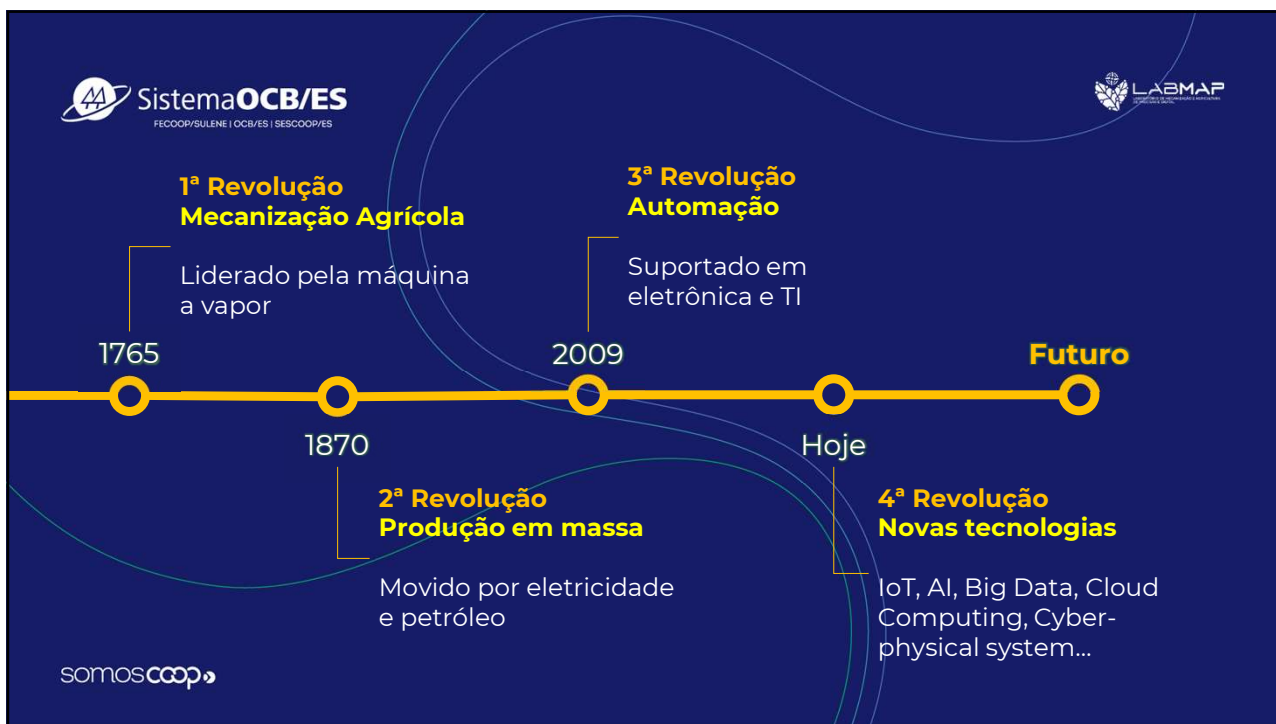 SistemaOCB/ES
FECOOP/SULENE | OCB/ES | SESCOOP/ES
LABMAP
1ª Revolução
Mecanização Agrícola
Liderado pela máquina
a vapor
1765
1870
2ª Revolução
Produção em massa
Movido por eletricidade
e petróleo
3ª Revolução
Automação
Suportado em
eletrônica e TI
2009
Hoje
4ª Revolução
Novas tecnologias
IoT, AI, Big Data, Cloud
Computing, Cyber-
physical system...
Futuro
somoscoop